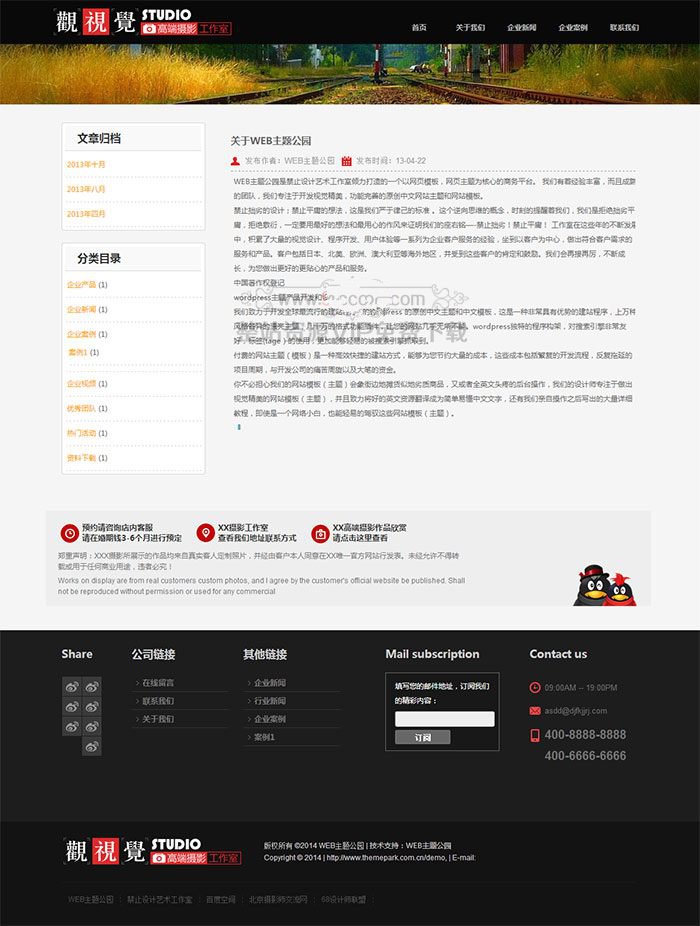 觀視覺 STUDIO
高端摄影工作室
首页 关于我们 企业新闻 企业案例 联系我们
文章归档
2013年十月
2013年八月
2013年四月
分类目录
企业产品 (1)
企业新闻 (1)
企业案例 (1)
案例1 (1)
企业视频 (1)
优秀团队 (1)
热门活动 (1)
资料下载 (1)
关于WEB主题公园
发布作者：WEB主题公园 发布时间：13-04-22
WEB主题公园是禁止设计艺术工作室倾力打造的一个以网页模板，网页主题为核心的商务平台。 我们有着经验丰富，而且成熟
的团队，我们专注于开发视觉精美，功能完善的原创中文网站主题和网站模板。
禁止拙劣的设计：禁止平庸的想法，这是我们严于律己的标准 。这个逆向思维的概念，时刻的提醒着我们，我们是拒绝拙劣平
庸，拒绝敷衍，一定要用最好的想法和最用心的作风来证明我们的座右铭----禁止拙劣！禁止平庸！ 工作室在这些年的不断发展
中，积累了大量的视觉设计、程序开发、用户体验等一系列为企业客户服务的经验，坐到以客户为中心，做出符合客户需求的
服务和产品。客户包括日本、北美、欧洲、澳大利亚等海外地区，并受到这些客户的肯定和鼓励。我们会再接再厉，不断成
长，为您做出更好的更贴心的产品和服务。
中国著作权登记
wordpress主题产品开发和
我们致力于开发全球最流行的建站 的 ress 的原创中文主题和中文模板，这是一种非常具有优势的建站程序，上万种
风格各异的 主题，几十万的格式功能插件，让您的网站几乎无所不能。wordpress独特的程序构架，对搜索引擎非常友
好，标签(tage）的使用，更加能够轻易的被搜索引擎抓取到。
付费的网站主题（模板）是一种高效快捷的建站方式，能够为您节约大量的成本，这些成本包括繁复的开发流程，反复拖延的
项目周期，与开发公司的痛苦周旋以及大笔的资金。
你不必担心我们的网站模板（主题）会象街边地摊货似地劣质商品，又或者全英文头疼的后台操作，我们的设计师专注于做出
视觉精美的网站模板（主题），并且致力将好的英文资源翻译成为简单易懂中文文字，还有我们亲自操作之后写出的大量详细
教程，即使是一个网络小白，也能轻易的驾驭这些网站模板（主题）。
预约请咨询店内客服
请在婚期钱3-6个月进行预定
XX摄影工作室
查看我们地址联系方式
XX高端摄影作品欣赏
请点击这里查看
郑重声明：XXX摄影所展示的作品均来自真实客人定制照片，并经由客户本人同意在XX唯一官方网站行发表。未经允许不得转
载或用于任何商业用途，违者必究！
Works on display are from real customers custom photos, and I agree by the customer's official website be published. Shall
not be reproduced without permission or used for any commercial
Share
公司链接
在线留言
联系我们
关于我们
其他链接
企业新闻
行业新闻
企业案例
案例1
Mail subscription
填写您的邮件地址，订阅我们
的精彩内容：
订阅
Contact us
09:00AM -- 19:00PM
asdd@djfkjjrj.com
400-8888-8888
400-6666-6666
觀視覺 STUDIO
高端摄影工作室
版权所有 ©2014 WEB主题公园 | 技术支持：WEB主题公园
Copyright © 2014 | http://www.themepark.com.cn/demo, | E-mail:
WEB主题公园 禁止设计艺术工作室 百度空间 北京摄影师交流网 68设计师联盟